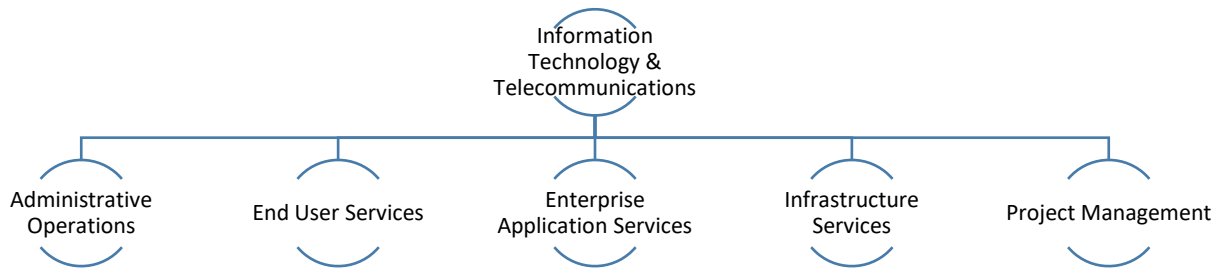 Information
Technology &
Telecommunications
Administrative
Operations
End User Services
Enterprise
Application Services
Infrastructure
Services
Project Management